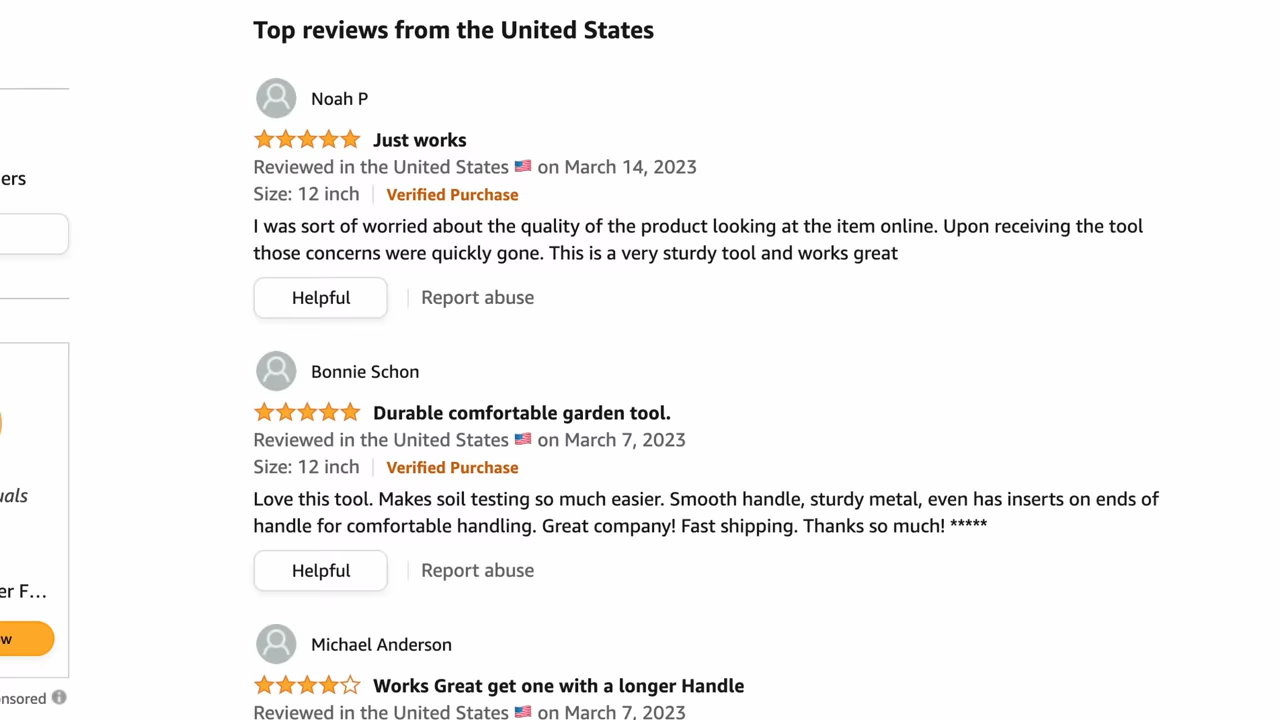 Top reviews from the United States
Noah P
Just works
Reviewed in the United States on March 14, 2023
ers
Size: 12 inch Verified Purchase
I was sort of worried about the quality of the product looking at the item online. Upon receiving the tool
those concerns were quickly gone. This is a very sturdy tool and works great
Helpful Report abuse
Bonnie Schon
Durable comfortable garden tool.
Reviewed in the United States on March 7, 2023
Size: 12 inch Verified Purchase
uals
Love this tool. Makes soil testing so much easier. Smooth handle, sturdy metal, even has inserts on ends of
handle for comfortable handling. Great company! Fast shipping. Thanks so much! *****
Helpful Report abuse
er F...
w
Michael Anderson
Works Great get one with a longer Handle
onsored
Reviewed in the United States on March 7, 2023